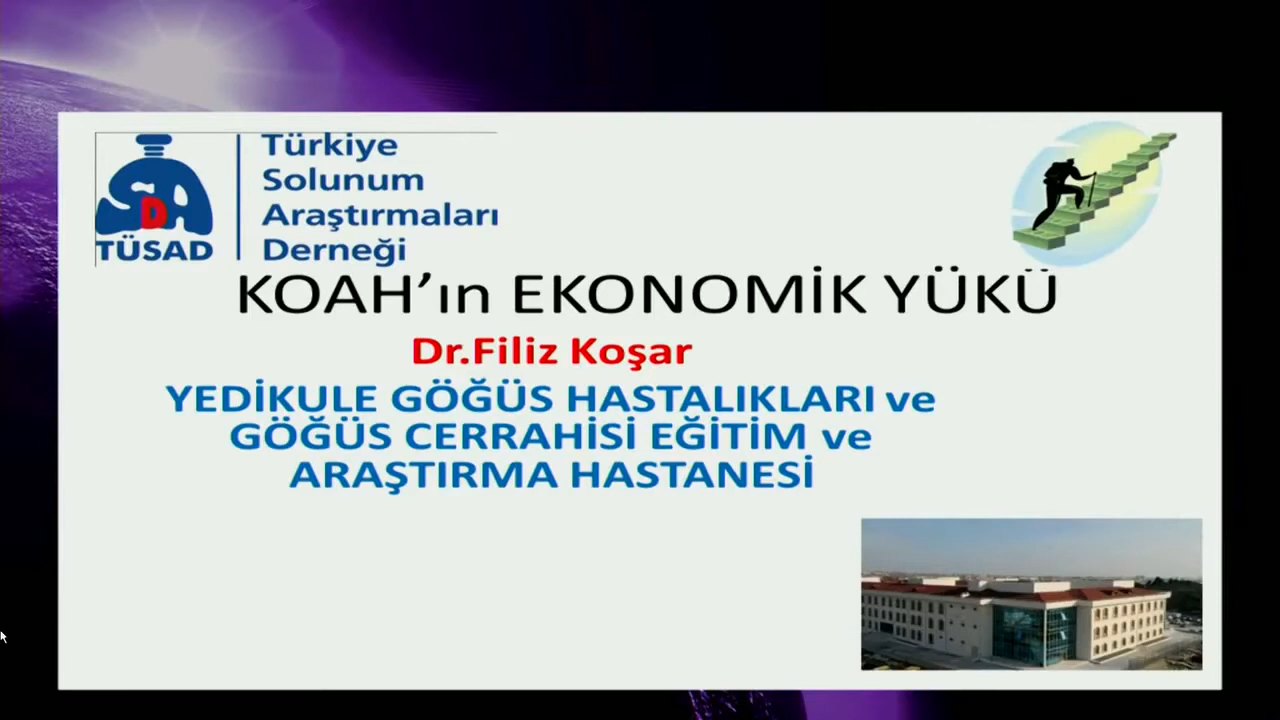 SDA
TÜSAD
Türkiye
Solunum
Araştırmaları
Derneği
KOAH’ın EKONOMİK YÜKÜ
Dr.Filiz Koşar
YEDİKULE GÖĞÜS HASTALIKLARI ve
GÖĞÜS CERRAHİSİ EĞİTİM ve
ARAŞTIRMA HASTANESİ